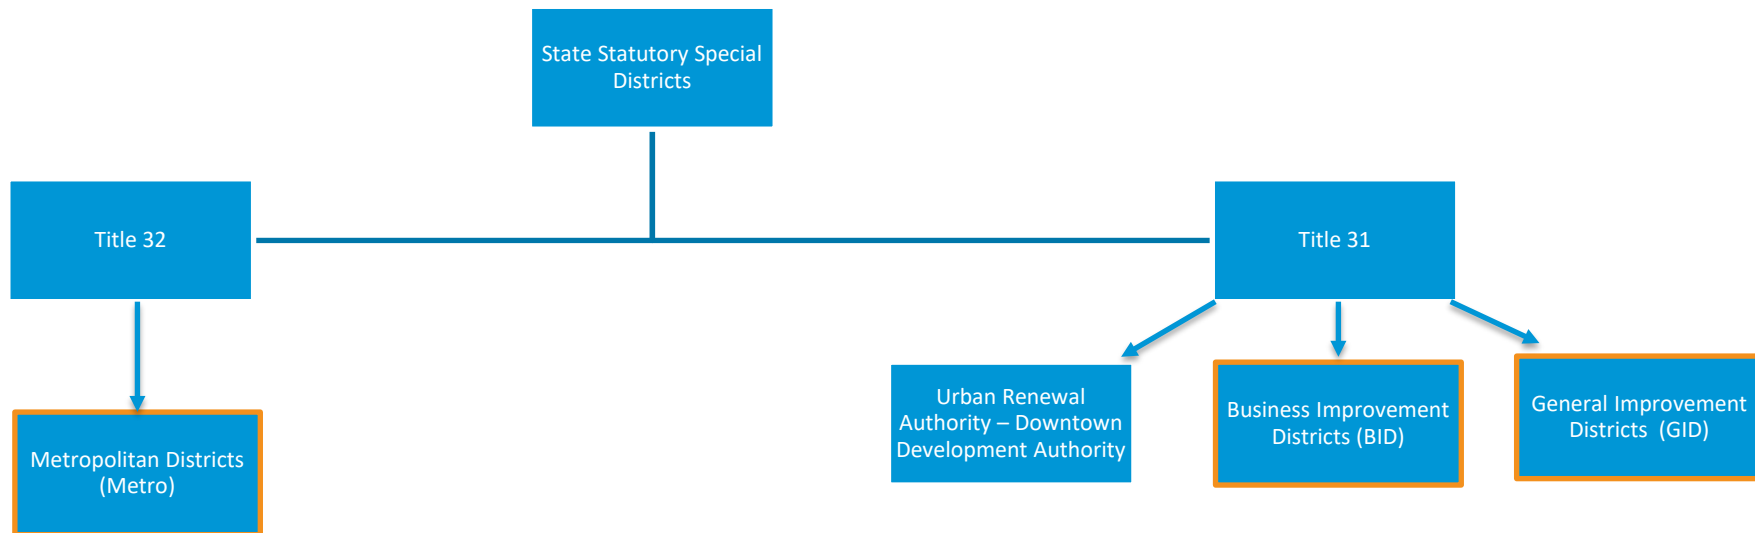 State Statutory Special
Districts
Title 32
Title 31
Urban Renewal
Authority – Downtown
Development Authority
Business Improvement
Districts (BID)
General Improvement
Districts  (GID)
Metropolitan Districts
(Metro)